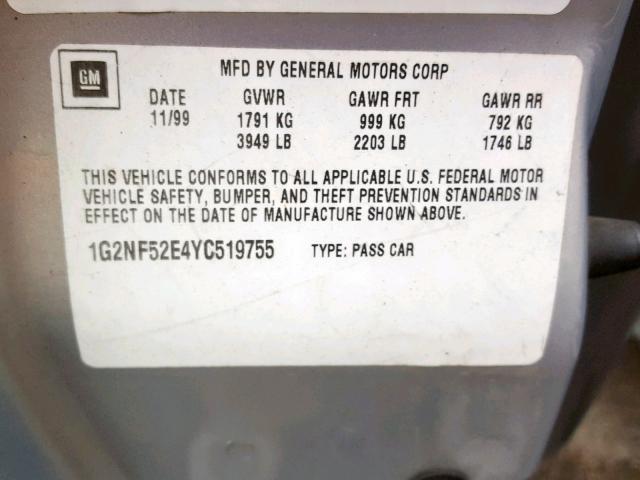 GM
MFD BY GENERAL MOTORS CORP
DATE GVWR GAWR FRT GAWR RR
11/99 1791 KG 999 KG 792 KG
3949 LB 2203 LB 1746 LB
THIS VEHICLE CONFORMS TO ALL APPLICABLE U.S. FEDERAL MOTOR
VEHICLE SAFETY, BUMPER, AND THEFT PREVENTION STANDARDS IN
EFFECT ON THE DATE OF MANUFACTURE SHOWN ABOVE.
1G2NF52E4YC519755 TYPE: PASS CAR